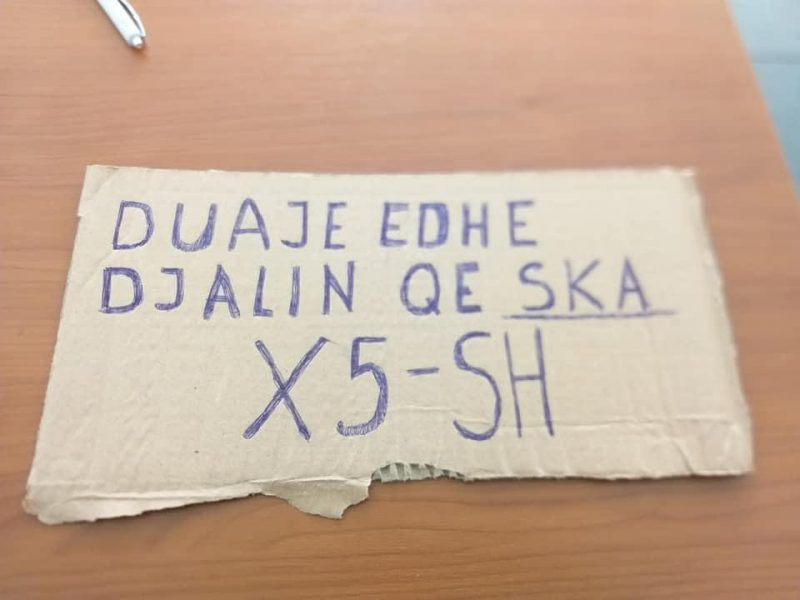 DUAJE EDHE
DJALIN QE SKA
X5-SH